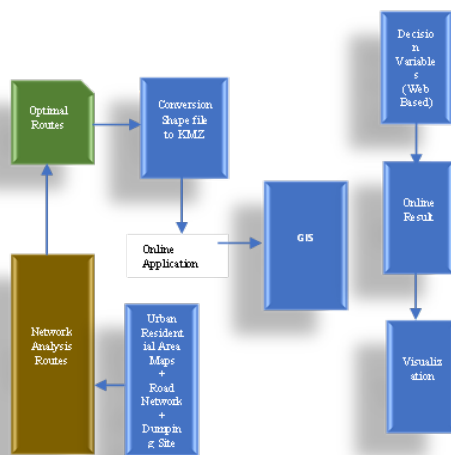 Optimal
Routes
Conversion
Shape file
to KMZ
Decisio
n
Variable
s
(Web
Based)
Online
Application
GIS
Online
Result
Network
Analysis
Routes
Urban
Resident
ial Area
Maps
+
Road
Network
+
Dumpin
g Site
Visualiz
ation